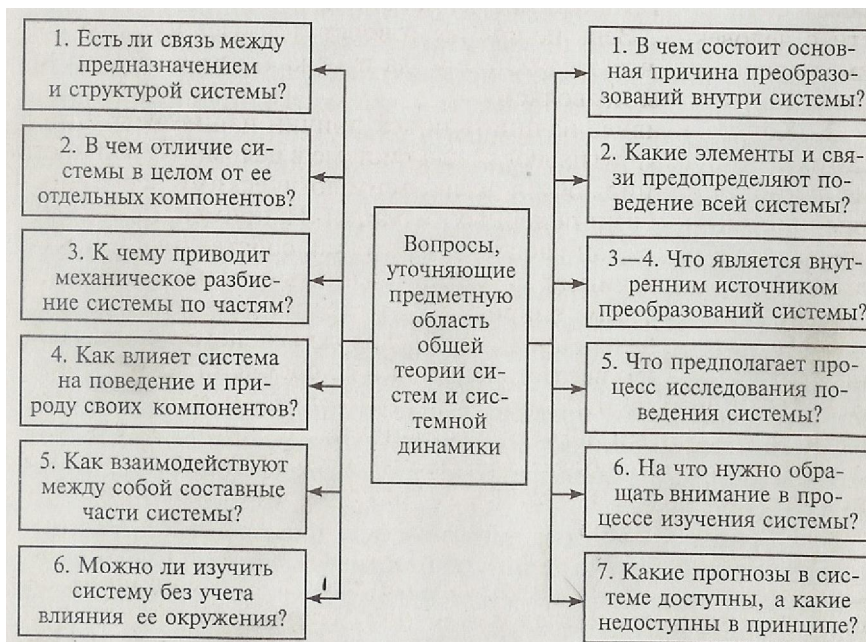 1. Есть ли связь между
предназначением
и структурой системы?
2. В чем отличие си-
стемы в целом от ее
отдельных компонентов?
3. К чему приводит
механическое разбие-
ние системы по частям?
4. Как влияет система
на поведение и при-
роду своих компонентов?
5. Как взаимодействуют
между собой составные
части системы?
6. Можно ли изучить
систему без учета
влияния ее окружения?
Вопросы,
уточняющие
предметную
область
общей
теории си-
стем и сис-
темной
динамики
1. В чем состоит основ-
ная причина преобразо-
зований внутри системы?
2. Какие элементы и свя-
зи предопределяют по-
ведение всей системы?
3—4. Что является внут-
ренним источником
преобразований системы?
5. Что предполагает про-
цесс исследования по-
ведения системы?
6. На что нужно обра-
щать внимание в про-
цессе изучения системы?
7. Какие прогнозы в сис-
теме доступны, а какие
недоступны в принципе?